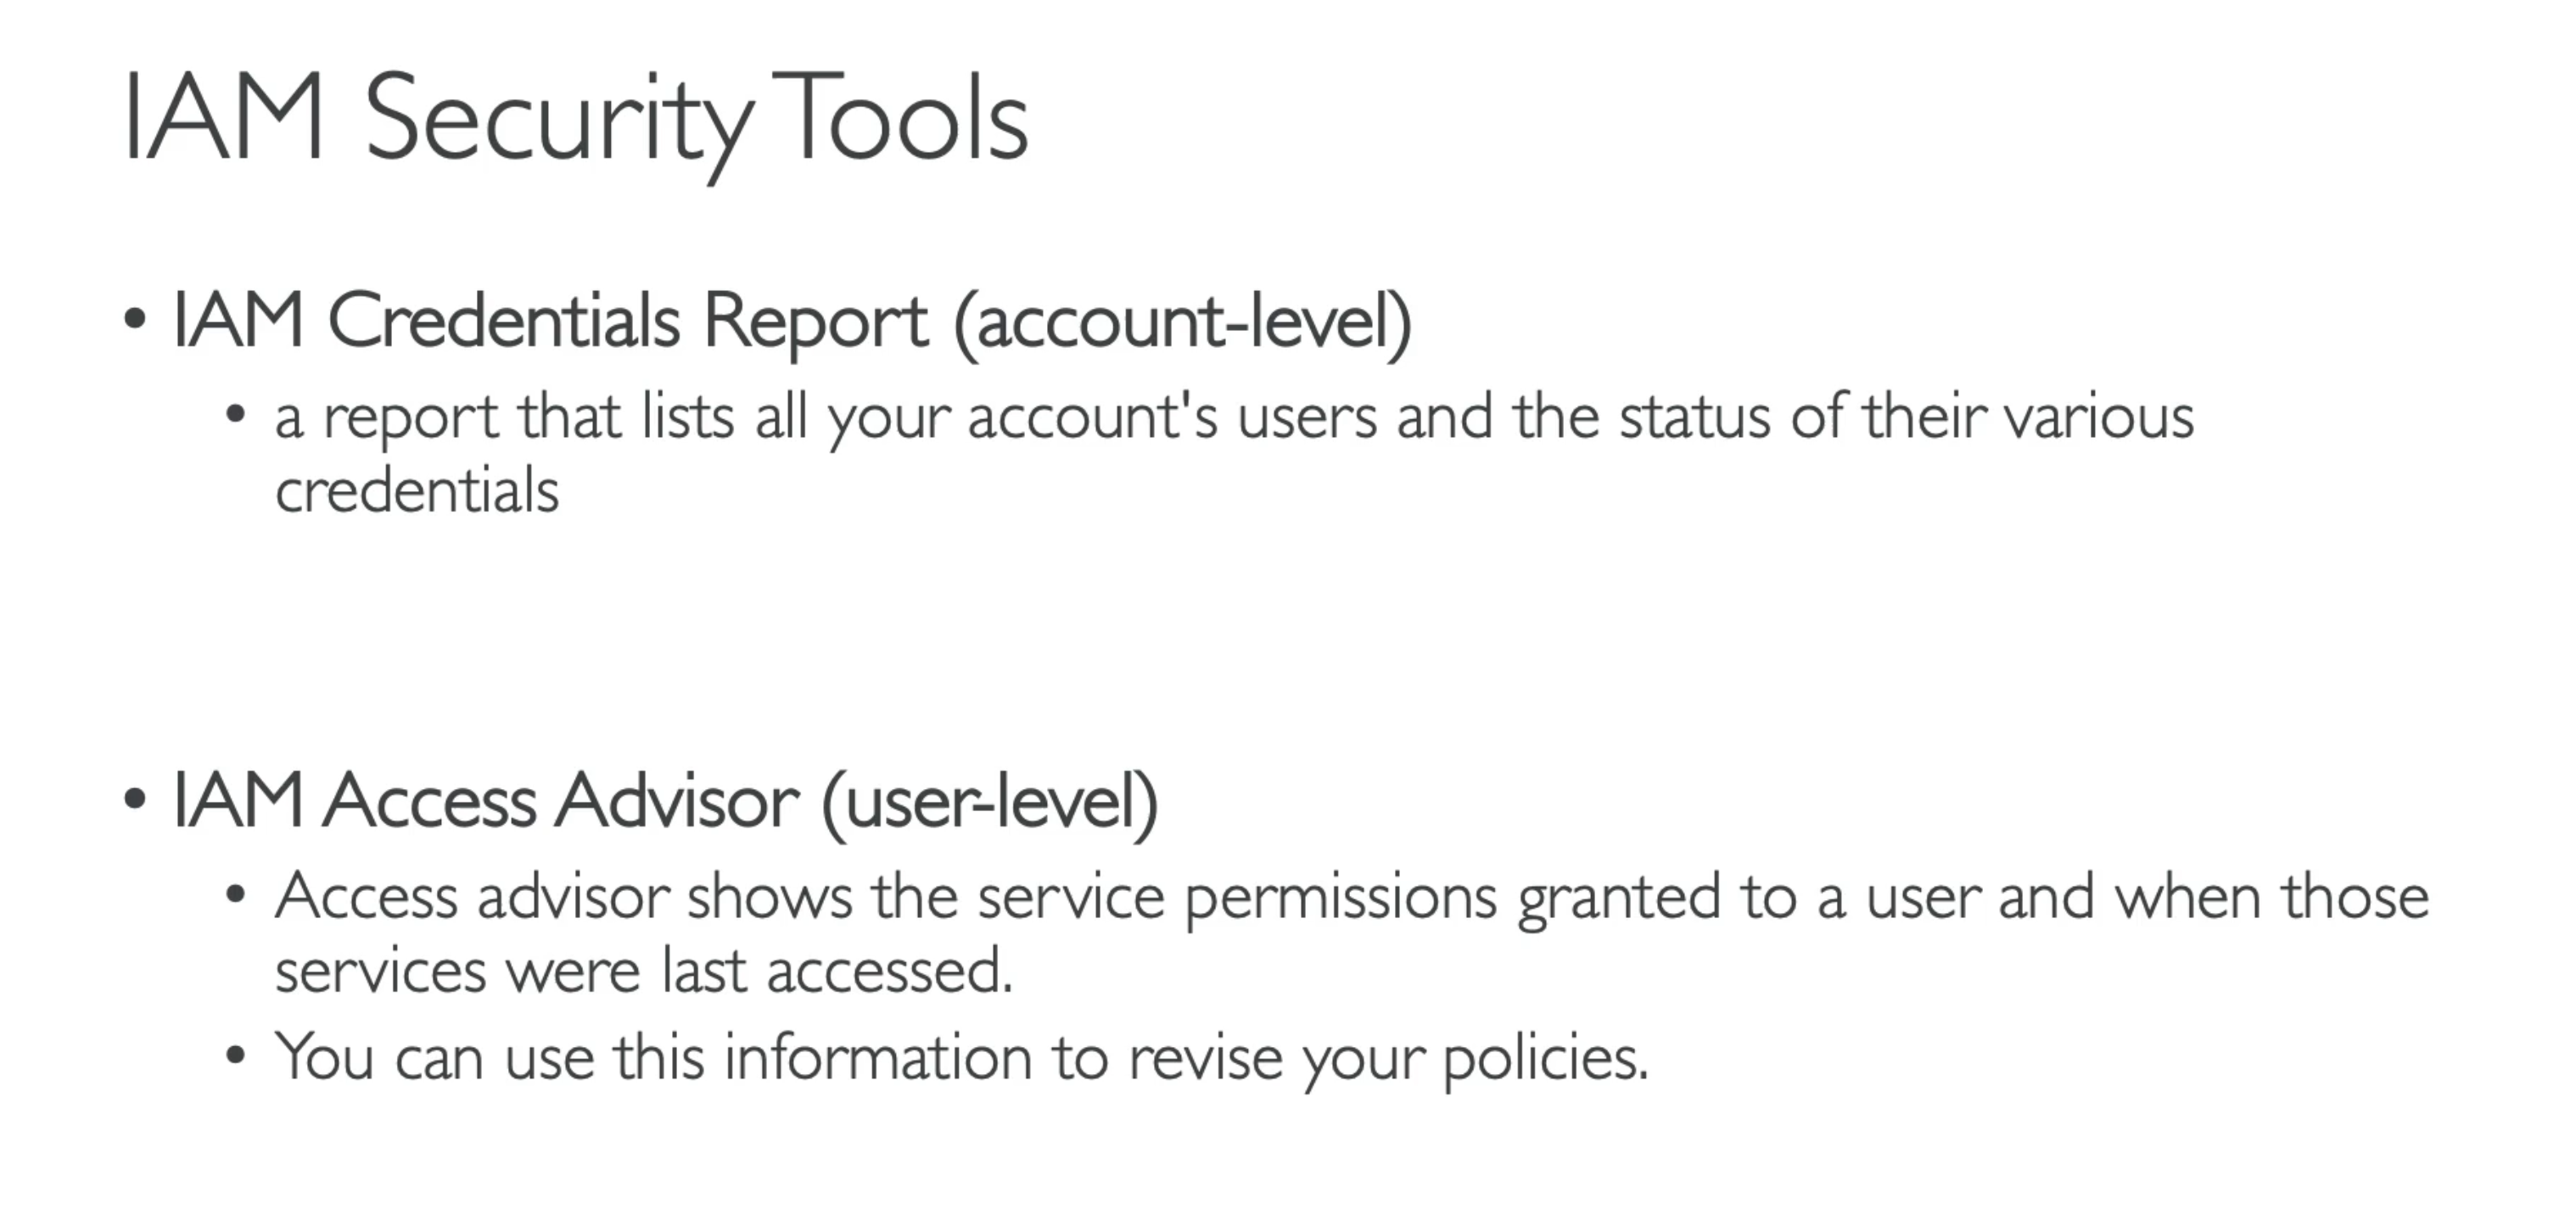 IAM Security Tools
• IAM Credentials Report (account-level)
• a report that lists all your account's users and the status of their various
credentials
• IAM Access Advisor (user-level)
• Access advisor shows the service permissions granted to a user and when those
services were last accessed.
• You can use this information to revise your policies.